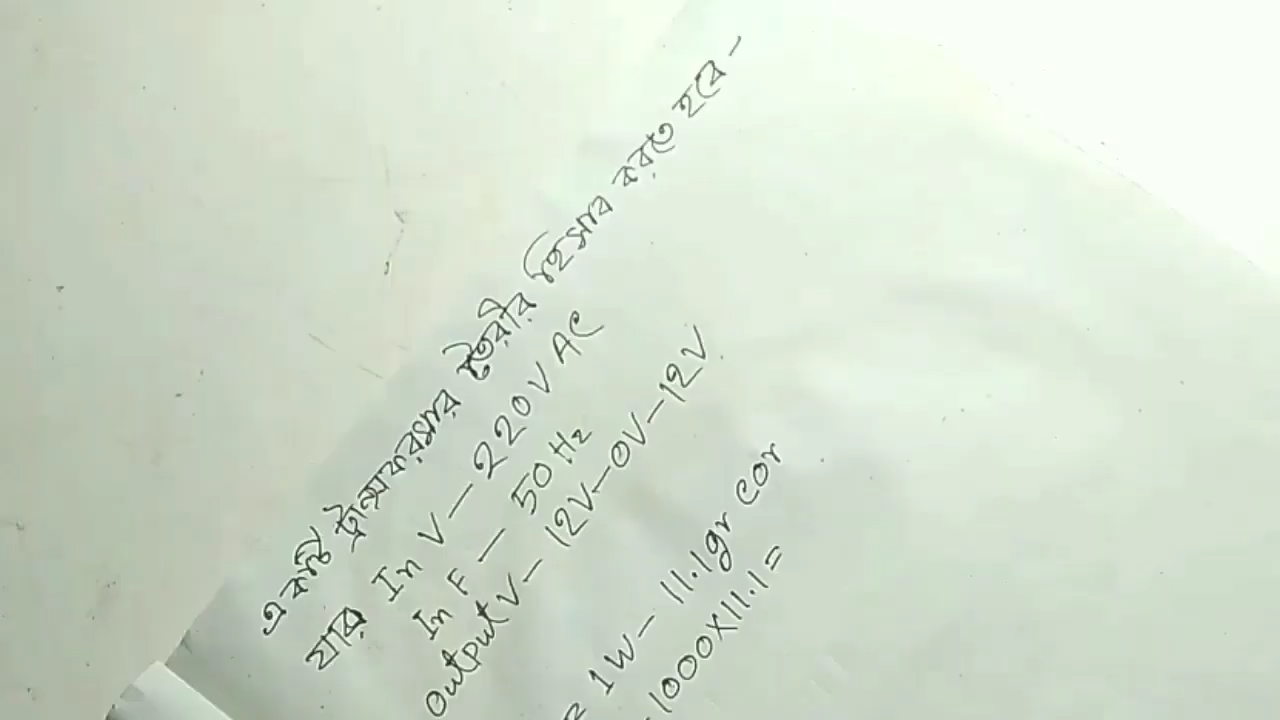 একটি ট্রান্সফরমার তৈরীর হিসাব করতে হবে -
যার In V - 220V AC
In F - 50 Hz
Output V - 12V-0V-12V
1W - 11.1gr cor
1000X11.1=